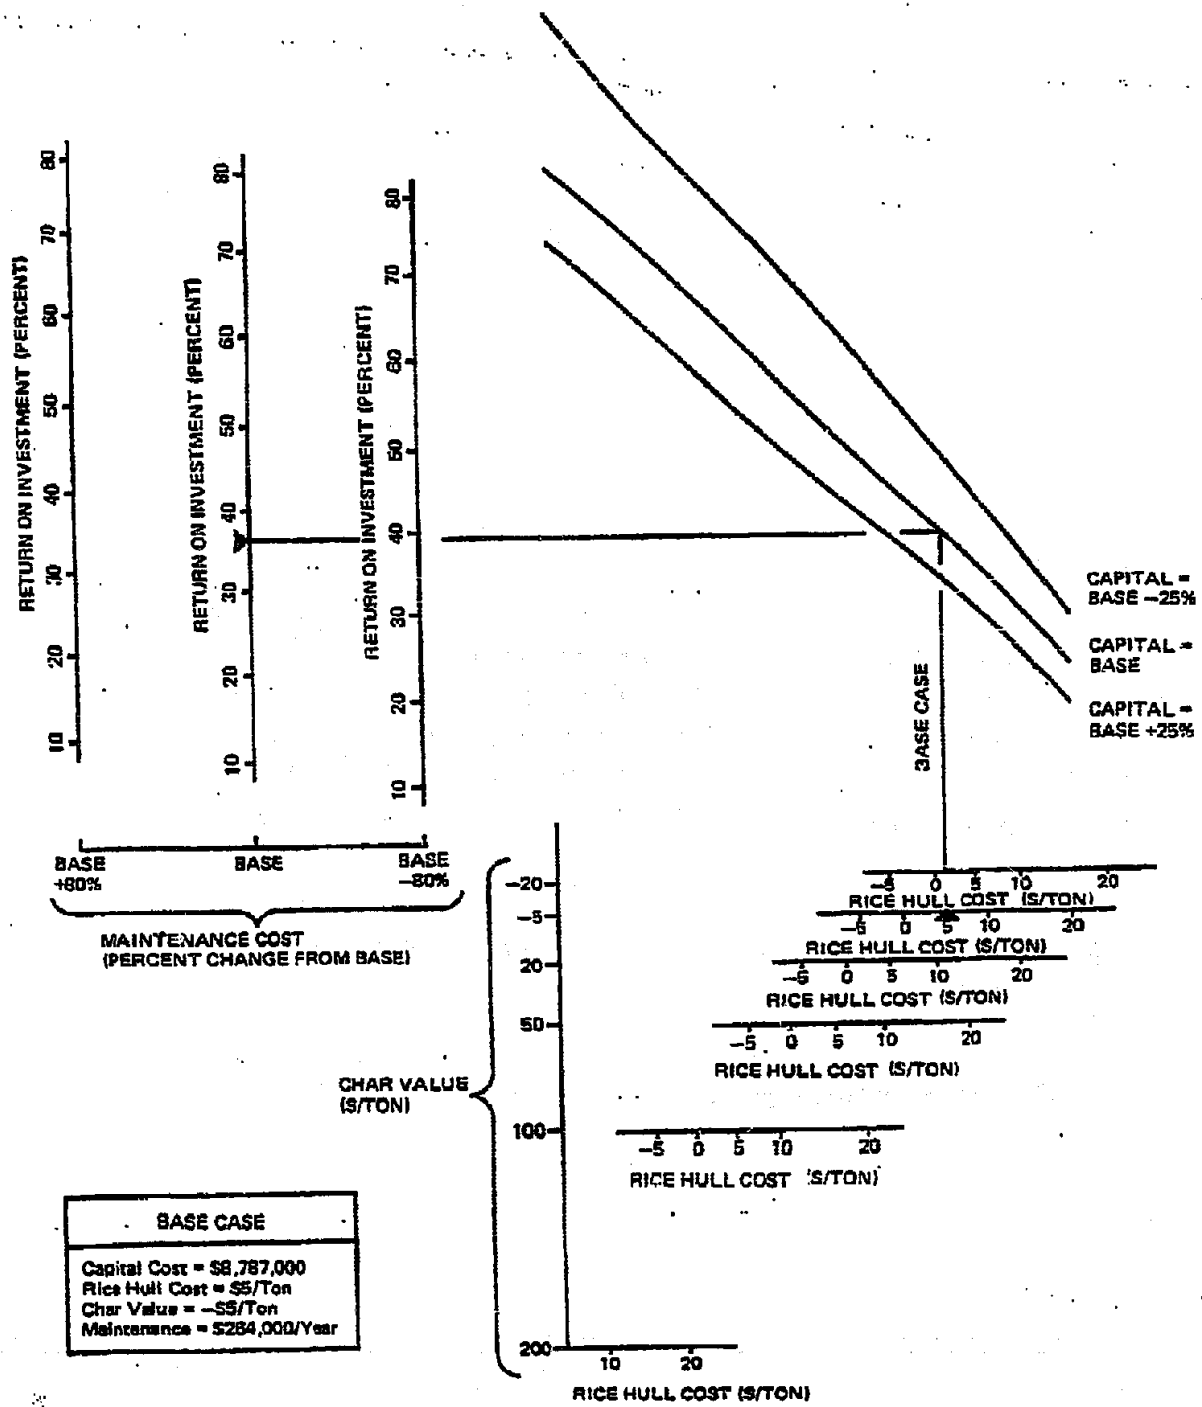 RETURN ON INVESTMENT (PERCENT)
80
70
60
50
40
30
20
10
RETURN ON INVESTMENT (PERCENT)
80
70
60
50
40
30
20
10
RETURN ON INVESTMENT (PERCENT)
80
70
60
50
40
30
20
10
CAPITAL =
BASE -25%
CAPITAL =
BASE
CAPITAL =
BASE +25%
BASE CASE
BASE
+80%
BASE
BASE
-80%
MAINTENANCE COST
(PERCENT CHANGE FROM BASE)
CHAR VALUE
($/TON)
-20
-5
20
50
100
200
-5 0 5 10 20
RICE HULL COST ($/TON)
-5 0 5 10 20
RICE HULL COST ($/TON)
-5 0 5 10 20
RICE HULL COST ($/TON)
-5 0 5 10 20
RICE HULL COST ($/TON)
-5 0 5 10 20
RICE HULL COST ($/TON)
10 20
RICE HULL COST ($/TON)
BASE CASE
Capital Cost = $8,787,000
Rice Hull Cost = $5/Ton
Char Value = -$5/Ton
Maintenance = $264,000/Year